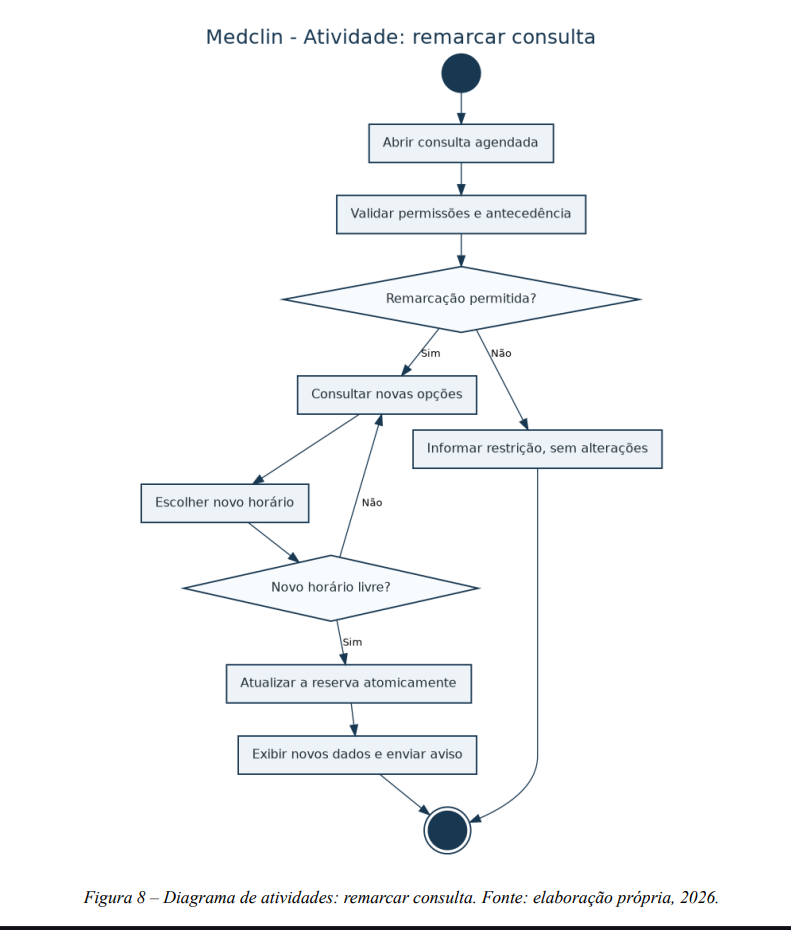 Medclin - Atividade: remarcar consulta
Abrir consulta agendada
Validar permissões e antecedência
Remarcação permitida?
Sim
Não
Consultar novas opções
Informar restrição, sem alterações
Escolher novo horário
Não
Novo horário livre?
Sim
Atualizar a reserva atomicamente
Exibir novos dados e enviar aviso
Figura 8 – Diagrama de atividades: remarcar consulta. Fonte: elaboração própria, 2026.